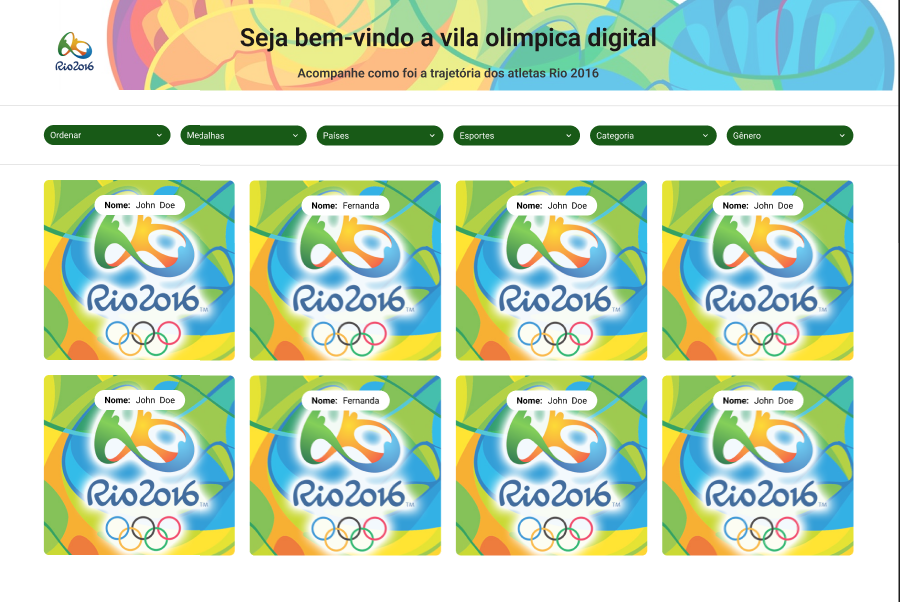 Seja bem-vindo a vila olimpica digital
Rio2016
Acompanhe como foi a trajetória dos atletas Rio 2016
Ordenar
Medalhas
Países
Esportes
Categoria
Gênero
Nome: John Doe
Rio2016 TM
Nome: Fernanda
Rio2016 TM
Nome: John Doe
Rio2016 TM
Nome: John Doe
Rio2016 TM
Nome: John Doe
Rio2016 TM
Nome: Fernanda
Rio2016 TM
Nome: John Doe
Rio2016 TM
Nome: John Doe
Rio2016 TM